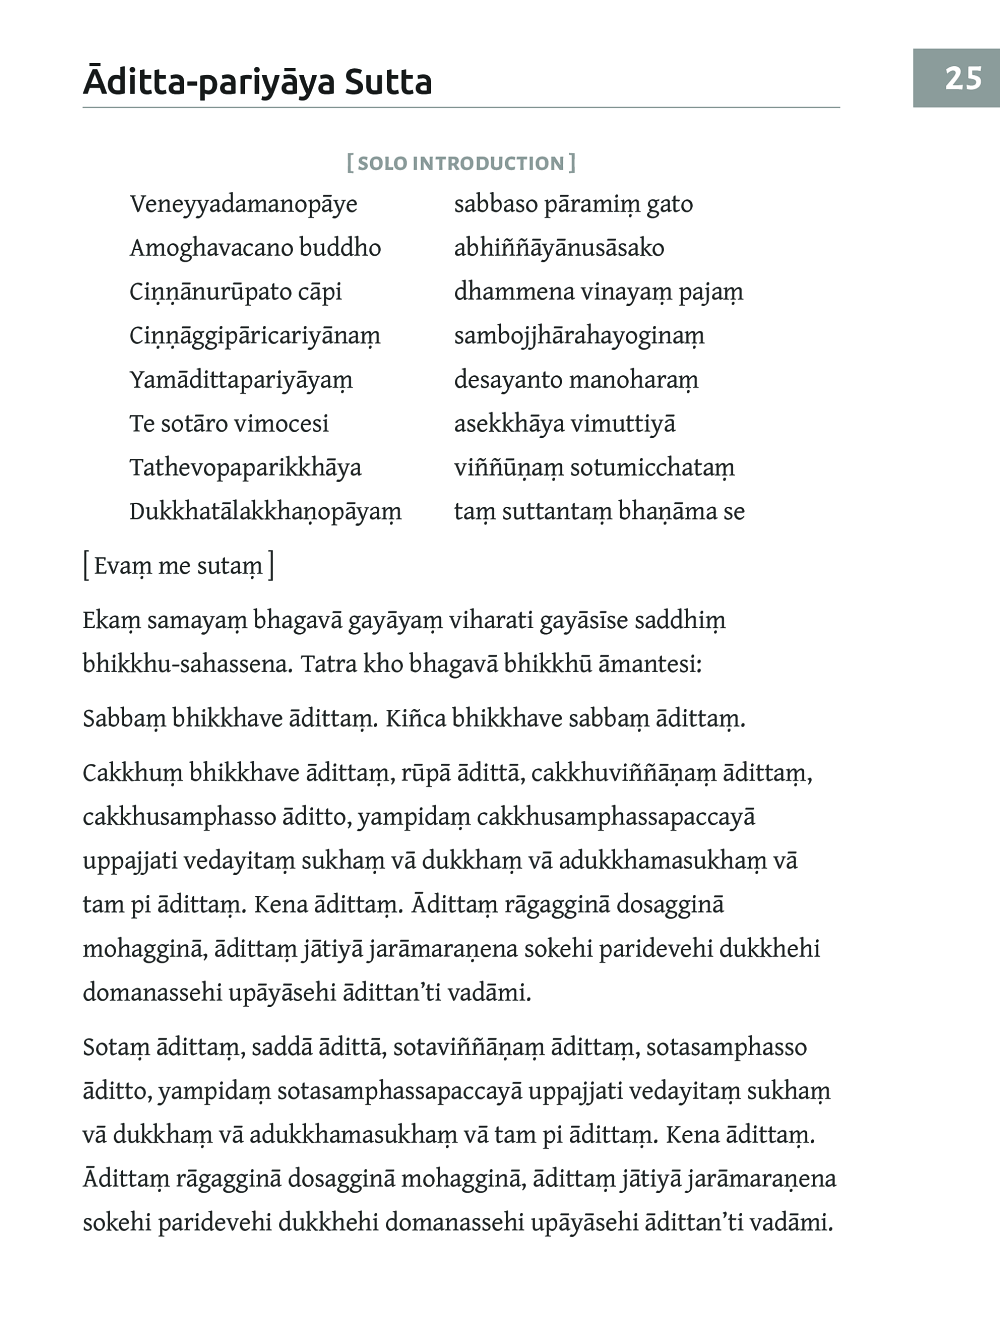 Āditta-pariyāya Sutta
25
[ SOLO INTRODUCTION ]
Veneyyadamanopāye sabbaso pāramiṃ gato
Amoghavacano buddho abhiññāyānusāsako
Ciṇṇānurūpato cāpi dhammena vinayaṃ pajaṃ
Ciṇṇāggipāricariyānaṃ sambojjhārahayoginaṃ
Yamādittapariyāyaṃ desayanto manoharaṃ
Te sotāro vimocesi asekkhāya vimuttiyā
Tathevopaparikkhāya viññūṇaṃ sotumicchataṃ
Dukkhatālakkhaṇopāyaṃ taṃ suttantaṃ bhaṇāma se
[ Evaṃ me sutaṃ ]
Ekaṃ samayaṃ bhagavā gayāyaṃ viharati gayāsīse saddhiṃ
bhikkhu-sahassena. Tatra kho bhagavā bhikkhū āmantesi:
Sabbaṃ bhikkhave ādittaṃ. Kiñca bhikkhave sabbaṃ ādittaṃ.
Cakkhuṃ bhikkhave ādittaṃ, rūpā ādittā, cakkhuviññāṇaṃ ādittaṃ,
cakkhusamphasso āditto, yampidaṃ cakkhusamphassapaccayā
uppajjati vedayitaṃ sukhaṃ vā dukkhaṃ vā adukkhamasukhaṃ vā
tam pi ādittaṃ. Kena ādittaṃ. Ādittaṃ rāgagginā dosagginā
mohagginā, ādittaṃ jātiyā jarāmaraṇena sokehi paridevehi dukkhehi
domanassehi upāyāsehi ādittan’ti vadāmi.
Sotaṃ ādittaṃ, saddā ādittā, sotaviññāṇaṃ ādittaṃ, sotasamphasso
āditto, yampidaṃ sotasamphassapaccayā uppajjati vedayitaṃ sukhaṃ
vā dukkhaṃ vā adukkhamasukhaṃ vā tam pi ādittaṃ. Kena ādittaṃ.
Ādittaṃ rāgagginā dosagginā mohagginā, ādittaṃ jātiyā jarāmaraṇena
sokehi paridevehi dukkhehi domanassehi upāyāsehi ādittan’ti vadāmi.